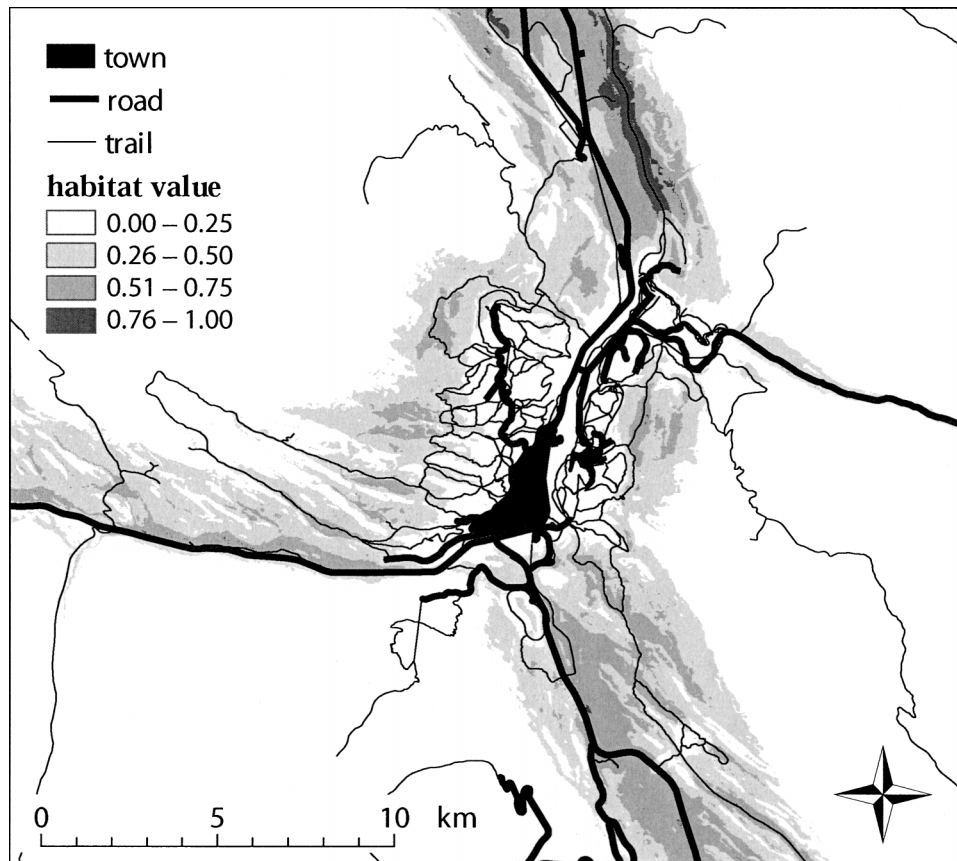 town
road
trail
habitat value
0.00 – 0.25
0.26 – 0.50
0.51 – 0.75
0.76 – 1.00
0 5 10 km